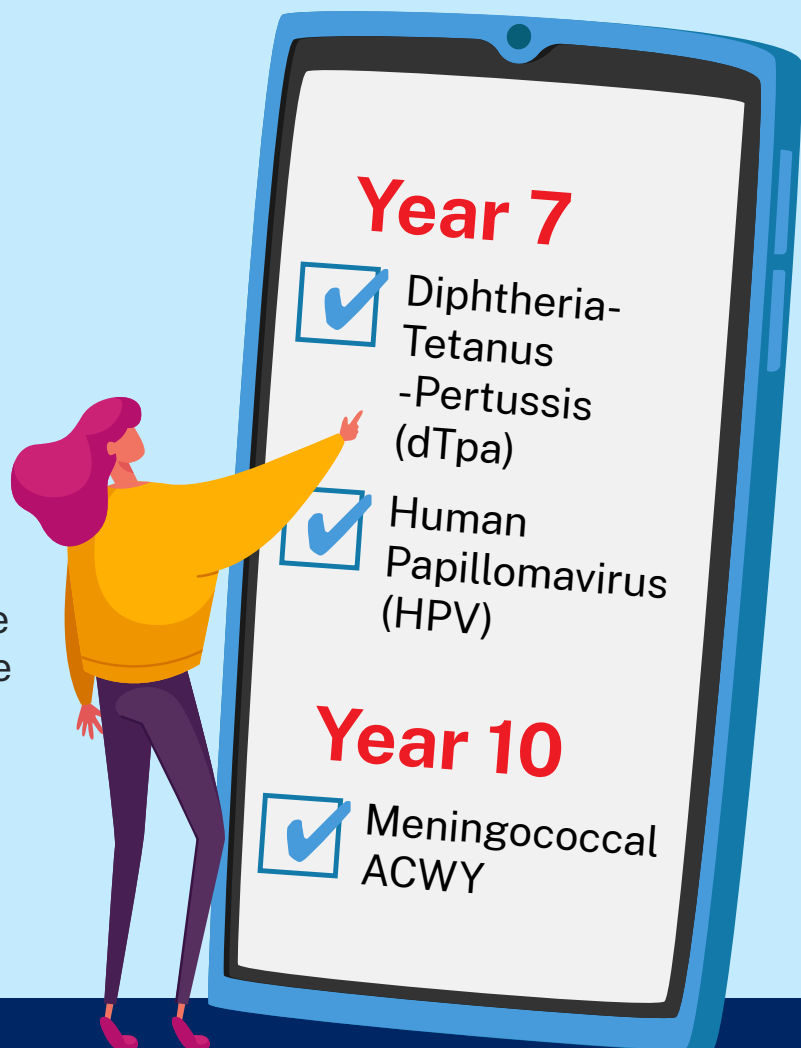 Year 7
Diphtheria-
Tetanus
-Pertussis
(dTpa)
Human
Papillomavirus
(HPV)
Year 10
Meningococcal
ACWY